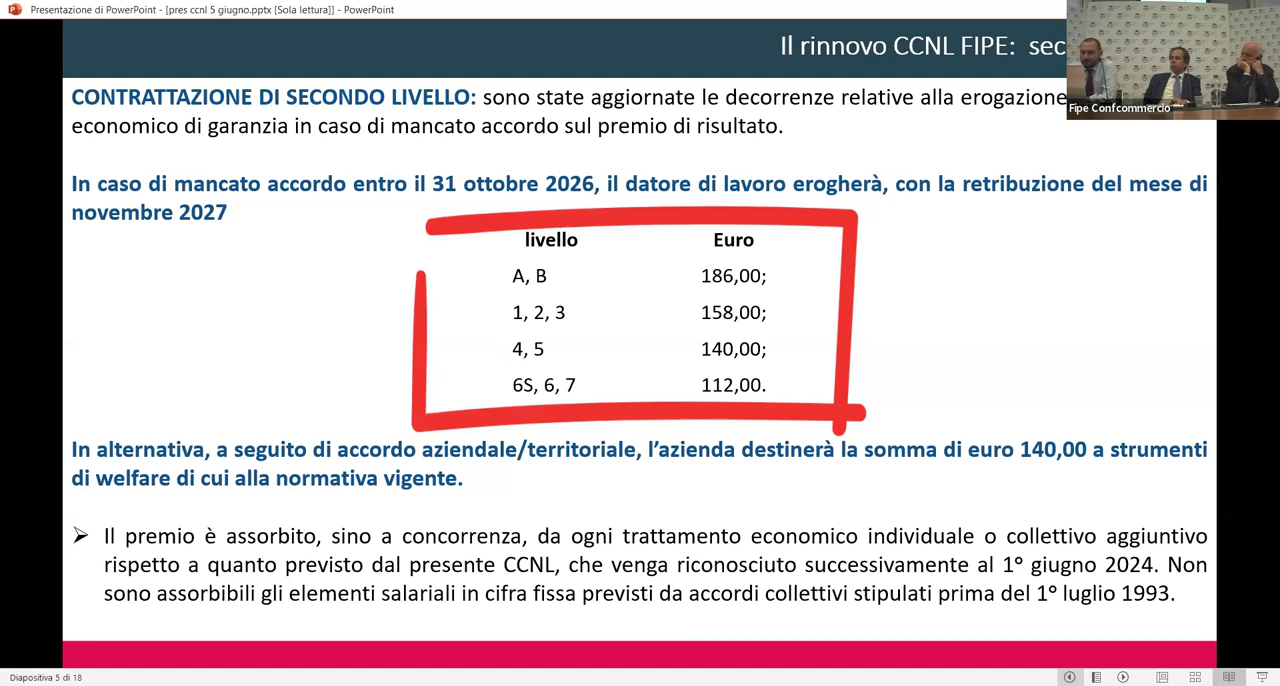 Presentazione di PowerPoint - [pres ccnl 5 giugno.pptx [Sola lettura]] - PowerPoint
Il rinnovo CCNL FIPE: sec
Fipe Confcommercio
CONTRATTAZIONE DI SECONDO LIVELLO: sono state aggiornate le decorrenze relative alla erogazione
economico di garanzia in caso di mancato accordo sul premio di risultato.
In caso di mancato accordo entro il 31 ottobre 2026, il datore di lavoro erogherà, con la retribuzione del mese di
novembre 2027
livello Euro
A, B 186,00;
1, 2, 3 158,00;
4, 5 140,00;
6S, 6, 7 112,00.
In alternativa, a seguito di accordo aziendale/territoriale, l’azienda destinerà la somma di euro 140,00 a strumenti
di welfare di cui alla normativa vigente.
➢ Il premio è assorbito, sino a concorrenza, da ogni trattamento economico individuale o collettivo aggiuntivo
rispetto a quanto previsto dal presente CCNL, che venga riconosciuto successivamente al 1° giugno 2024. Non
sono assorbibili gli elementi salariali in cifra fissa previsti da accordi collettivi stipulati prima del 1° luglio 1993.
Diapositiva 5 di 18